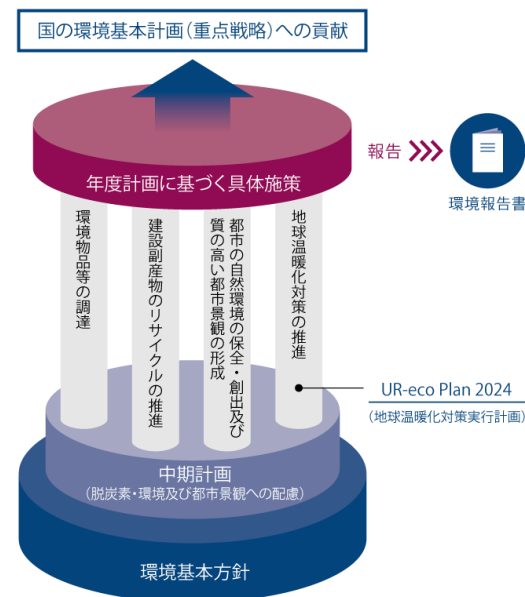 国の環境基本計画（重点戦略）への貢献
年度計画に基づく具体施策
報告
環境報告書
環境物品等の調達
建設副産物のリサイクルの推進
都市の自然環境の保全・創出及び
質の高い都市景観の形成
地球温暖化対策の推進
UR-eco Plan 2024
（地球温暖化対策実行計画）
中期計画
（脱炭素・環境及び都市景観への配慮）
環境基本方針